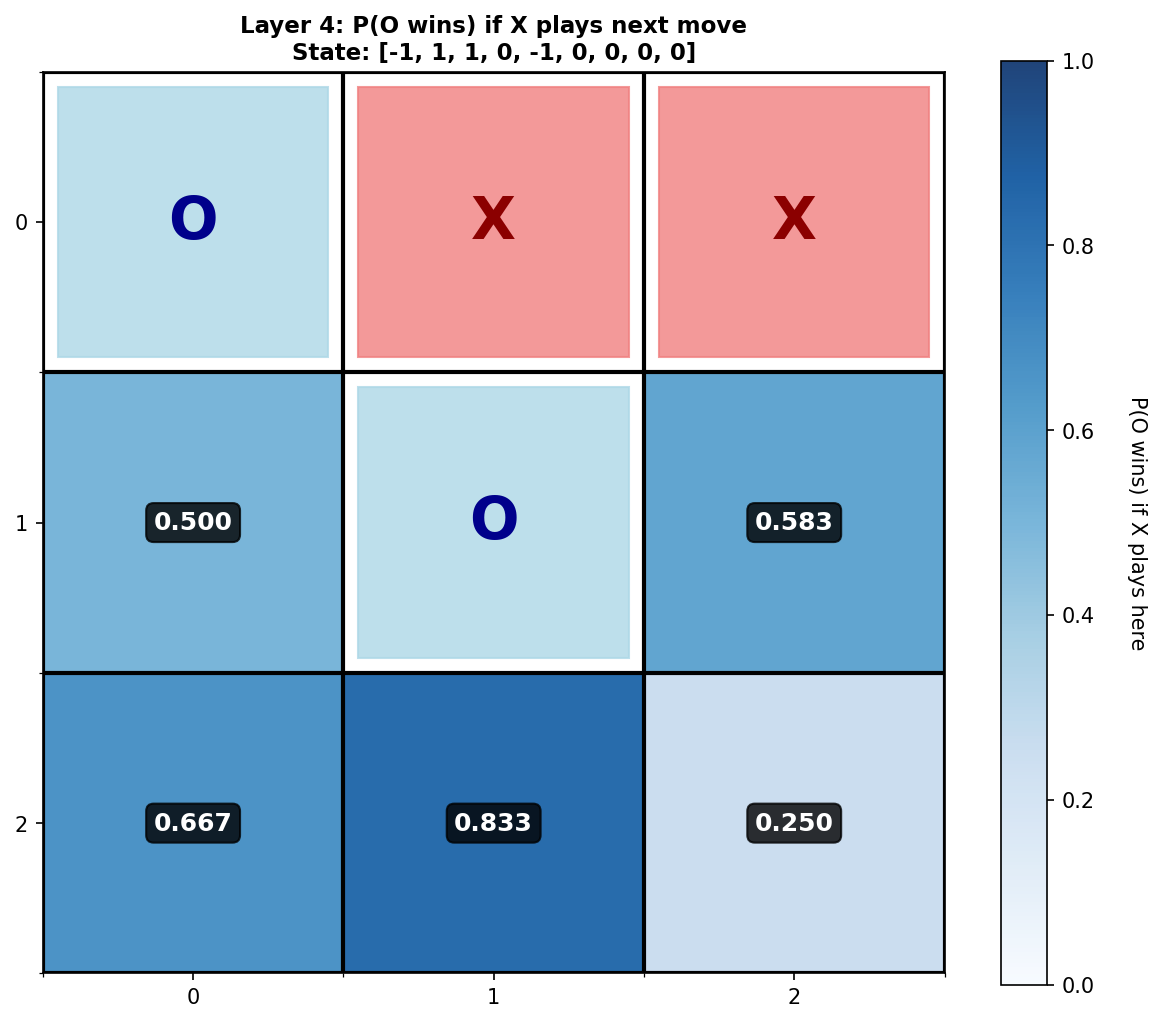 Layer 4: P(O wins) if X plays next move
State: [-1, 1, 1, 0, -1, 0, 0, 0, 0]
0
O
X
X
1
0.500
O
0.583
2
0.667
0.833
0.250
0
1
2
1.0
0.8
0.6
0.4
0.2
0.0
P(O wins) if X plays here